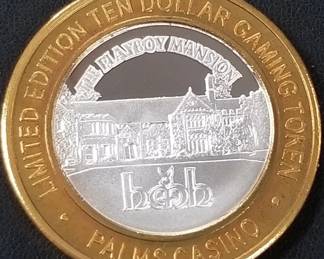 LIMITED EDITION TEN DOLLAR GAMING TOKEN
THE PLAYBOY MANSION
PALMS CASINO